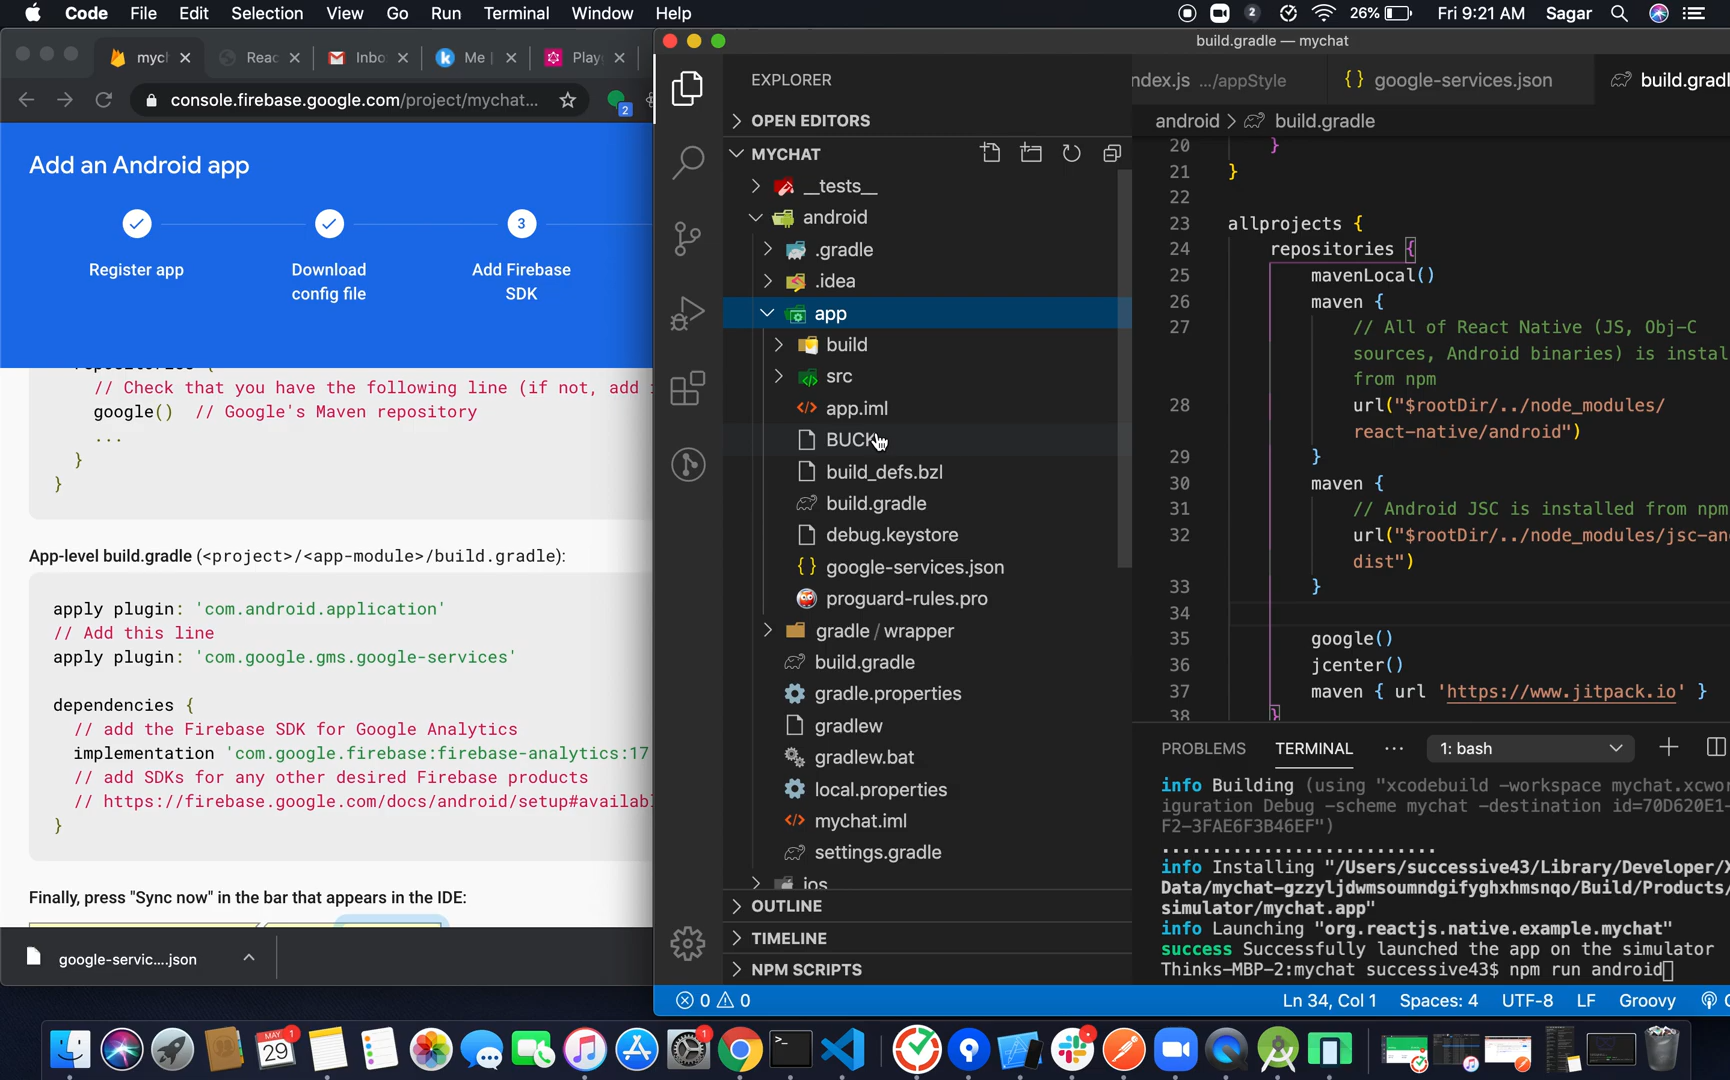 Code File Edit Selection View Go Run Terminal Window Help
2 26% Fri 9:21 AM Sagar
build.gradle — mychat
mych Reac Inbo Me Play
console.firebase.google.com/project/mychat...
2
Add an Android app
3
Register app
Download
config file
Add Firebase
SDK
// Check that you have the following line (if not, add
google() // Google's Maven repository
...
}
}
App-level build.gradle (<project>/<app-module>/build.gradle):
apply plugin: 'com.android.application'
// Add this line
apply plugin: 'com.google.gms.google-services'
dependencies {
// add the Firebase SDK for Google Analytics
implementation 'com.google.firebase:firebase-analytics:17
// add SDKs for any other desired Firebase products
// https://firebase.google.com/docs/android/setup#availabl
}
Finally, press "Sync now" in the bar that appears in the IDE:
google-servic....json
EXPLORER
OPEN EDITORS
MYCHAT
__tests__
android
.gradle
.idea
app
build
src
app.iml
BUCK
build_defs.bzl
build.gradle
debug.keystore
google-services.json
proguard-rules.pro
gradle / wrapper
build.gradle
gradle.properties
gradlew
gradlew.bat
local.properties
mychat.iml
settings.gradle
ios
OUTLINE
TIMELINE
NPM SCRIPTS
ndex.js .../appStyle {} google-services.json build.gradl
android > build.gradle
20 }
21 }
22
23 allprojects {
24 repositories {
25 mavenLocal()
26 maven {
27 // All of React Native (JS, Obj-C
sources, Android binaries) is instal
from npm
28 url("$rootDir/../node_modules/
react-native/android")
29 }
30 maven {
31 // Android JSC is installed from npm
32 url("$rootDir/../node_modules/jsc-an
dist")
33 }
34
35 google()
36 jcenter()
37 maven { url 'https://www.jitpack.io' }
38 }
PROBLEMS TERMINAL ... 1: bash
info Building (using "xcodebuild -workspace mychat.xcwor
iguration Debug -scheme mychat -destination id=70D620E1-
F2-3FAE6F3B46EF")
..........................
info Installing "/Users/successive43/Library/Developer/X
Data/mychat-gzzyljdwmsoumndgifyghxhmsnqo/Build/Products/
simulator/mychat.app"
info Launching "org.reactjs.native.example.mychat"
success Successfully launched the app on the simulator
Thinks-MBP-2:mychat successive43$ npm run android
0 0 Ln 34, Col 1 Spaces: 4 UTF-8 LF Groovy
MAY 29 1 1